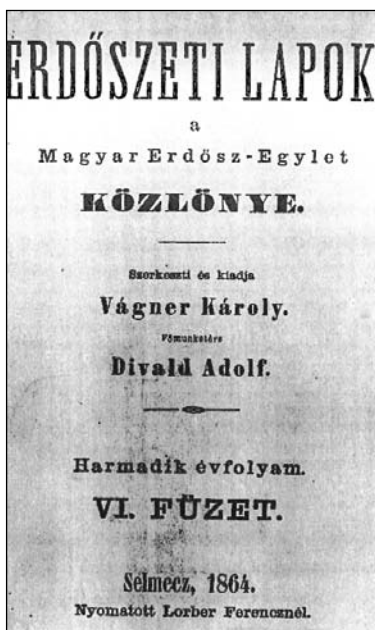 ERDŐSZETI LAPOK
a
Magyar Erdősz-Egylet
KÖZLÖNYE.
Szerkeszti és kiadja
Vágner Károly.
Főmunkatárs
Divald Adolf.
Harmadik évfolyam.
VI. FÜZET.
Selmecz, 1864.
Nyomatott Lorber Ferencznél.